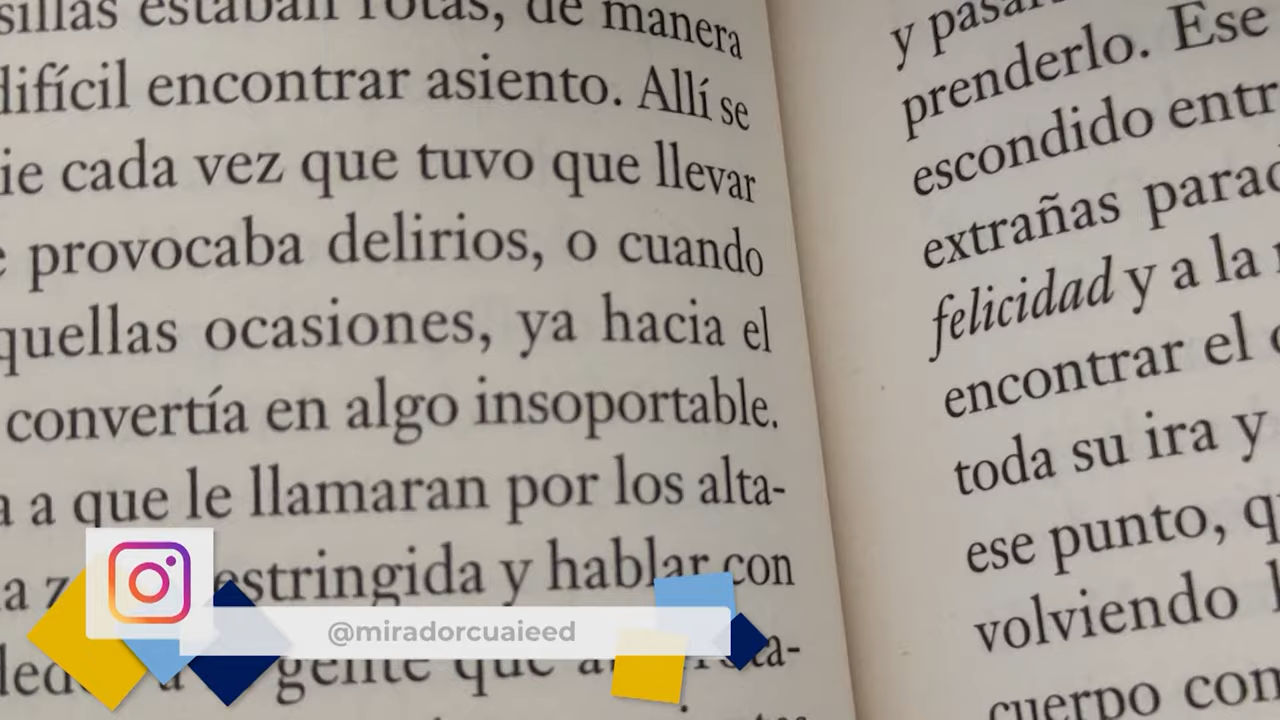 sillas estaban rotas, de manera
difícil encontrar asiento. Allí se
cada vez que tuvo que llevar
provocaba delirios, o cuando
quellas ocasiones, ya hacia el
convertía en algo insoportable.
a a que le llamaran por los alta-
a z estringida y hablar con
gente que
y pasar
prenderlo. Ese
escondido entr
extrañas parad
felicidad y a la
encontrar el
toda su ira y
ese punto, q
volviendo
cuerpo con
@miradorcuaieed